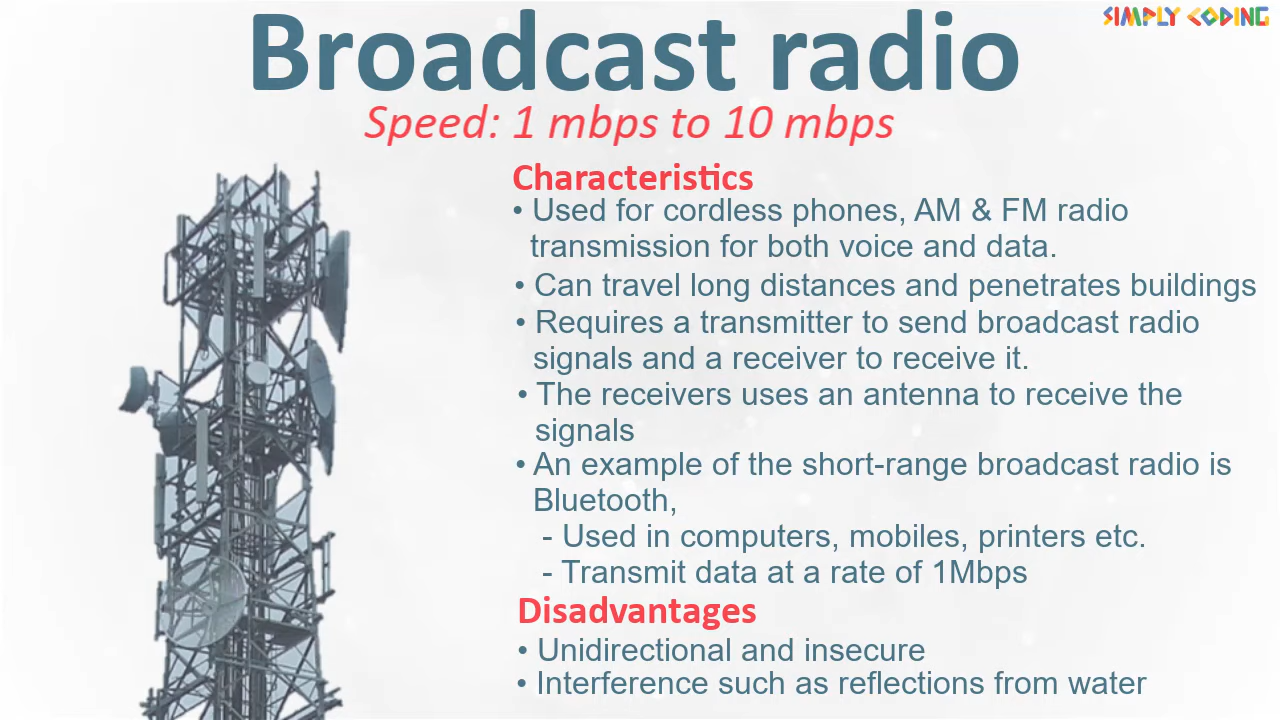 SIMPLY CODING
Broadcast radio
Speed: 1 mbps to 10 mbps
Characteristics
• Used for cordless phones, AM & FM radio
transmission for both voice and data.
• Can travel long distances and penetrates buildings
• Requires a transmitter to send broadcast radio
signals and a receiver to receive it.
• The receivers uses an antenna to receive the
signals
• An example of the short-range broadcast radio is
Bluetooth,
- Used in computers, mobiles, printers etc.
- Transmit data at a rate of 1Mbps
Disadvantages
• Unidirectional and insecure
• Interference such as reflections from water